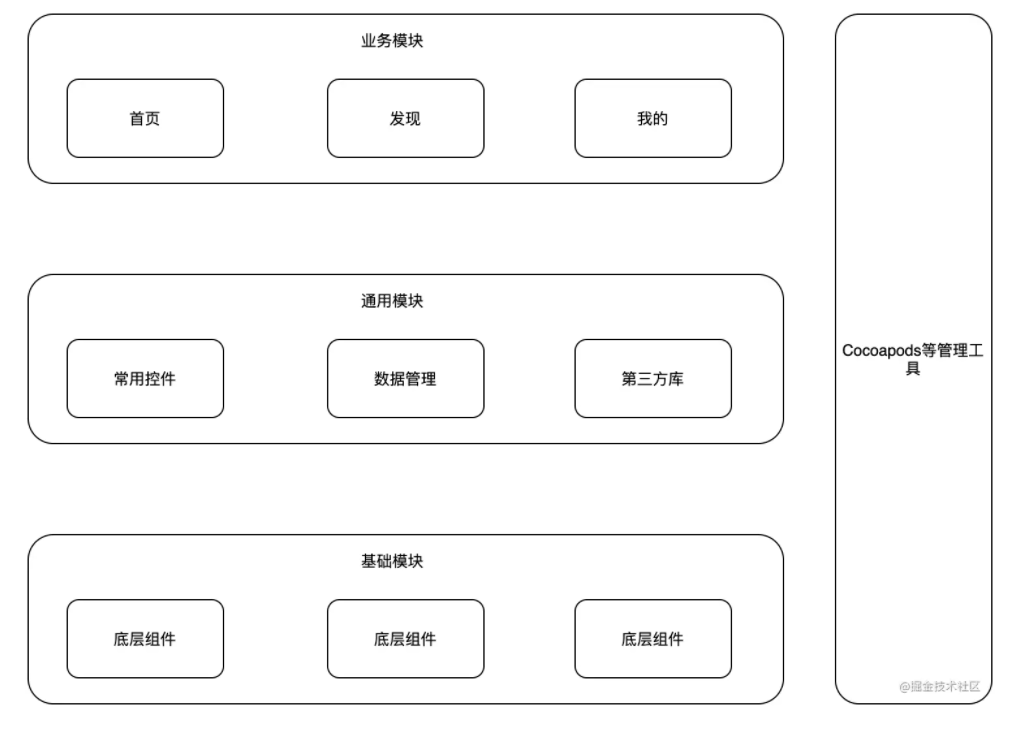 业务模块
首页
发现
我的
通用模块
常用控件
数据管理
第三方库
基础模块
底层组件
底层组件
底层组件
Cocoapods等管理工
具
@掘金技术社区